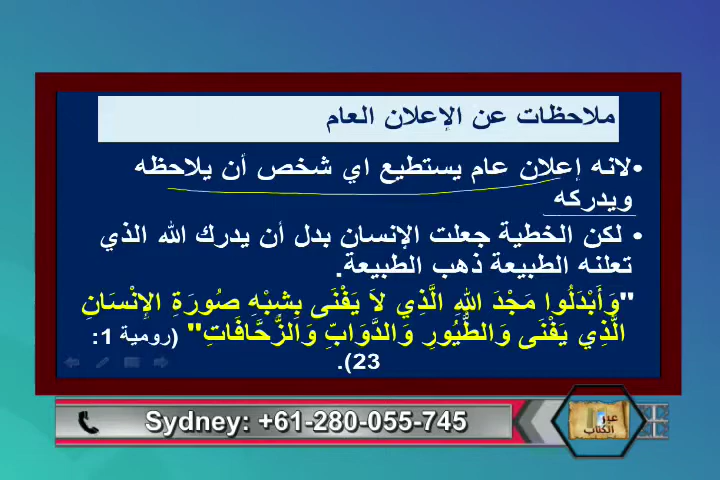 ملاحظات عن الإعلان العام
•لانه إعلان عام يستطيع اي شخص أن يلاحظه
ويدركه
• لكن الخطية جعلت الإنسان بدل أن يدرك الله الذي
تعلنه الطبيعة ذهب الطبيعة.
"وَأَبْدَلُوا مَجْدَ اللهِ الَّذِي لاَ يَفْنَى بِشِبْهِ صُورَةِ الإِنْسَانِ
الَّذِي يَفْنَى وَالطُّيُورِ وَالدَّوَابِّ وَالزَّحَّافَاتِ" (رومية 1:
23).
Sydney: +61-280-055-745
عبر
الكتاب